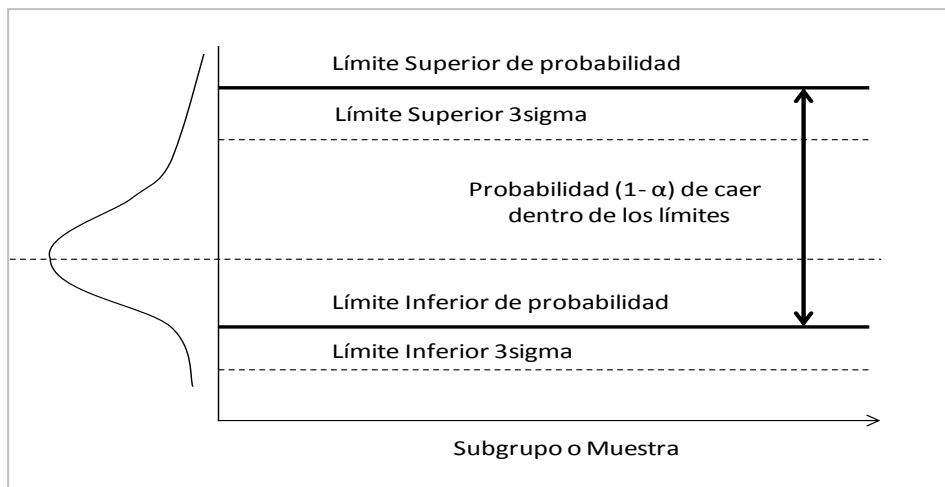 Límite Superior de probabilidad
Límite Superior 3sigma
Probabilidad (1- α) de caer
dentro de los límites
Límite Inferior de probabilidad
Límite Inferior 3sigma
Subgrupo o Muestra